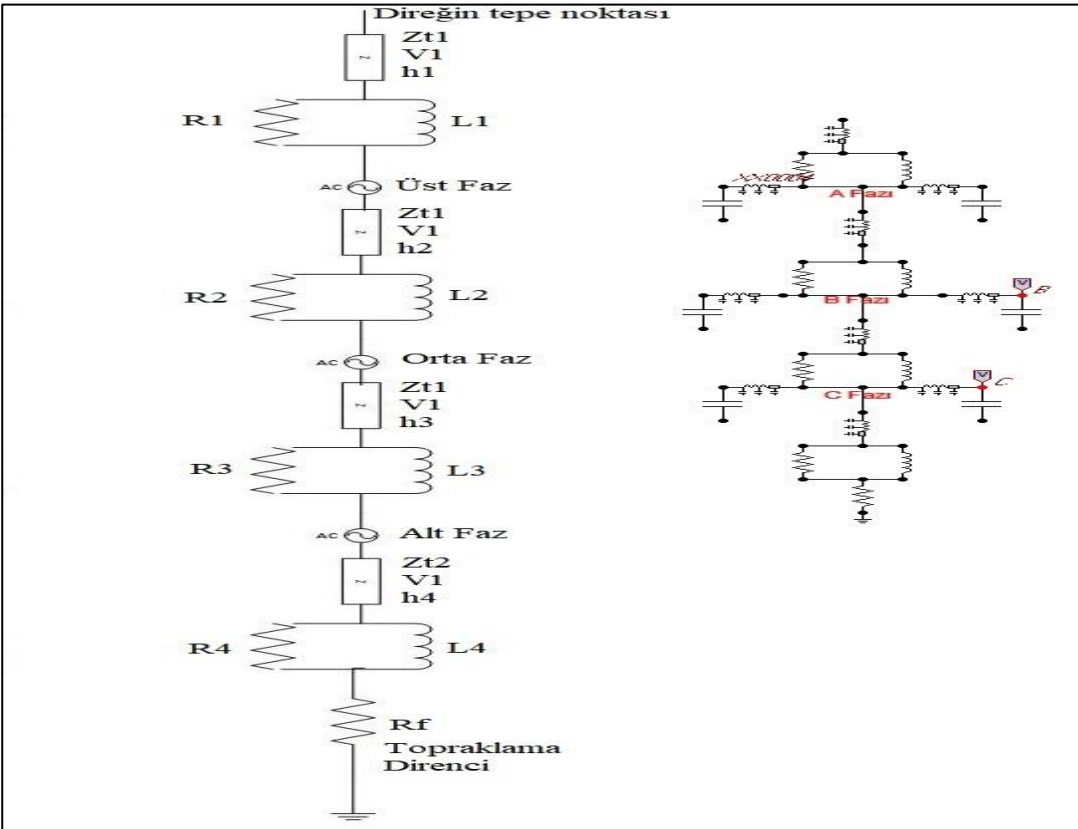 Direğin tepe noktası
Zt1
V1
h1
R1
L1
AC
Üst Faz
Zt1
V1
h2
R2
L2
AC
Orta Faz
Zt1
V1
h3
R3
L3
AC
Alt Faz
Zt2
V1
h4
R4
L4
Rf
Topraklama
Direnci
XX0001
A Fazı
V
B Fazı
B
V
C Fazı
C